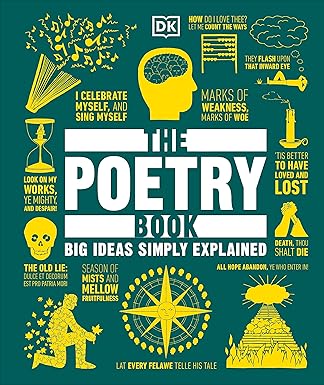 DK
HOW DO I LOVE THEE?
LET ME COUNT THE WAYS
THEY FLASH UPON
THAT INWARD EYE
I CELEBRATE
MYSELF, AND
SING MYSELF
MARKS OF
WEAKNESS,
MARKS OF WOE
LOOK ON MY
WORKS,
YE MIGHTY,
AND DESPAIR!
'TIS BETTER
TO HAVE
LOVED AND
LOST
THE
POETRY
BOOK
BIG IDEAS SIMPLY EXPLAINED
DEATH, THOU
SHALT DIE
THE OLD LIE:
DULCE ET DECORUM
EST PRO PATRIA MORI
SEASON OF
MISTS AND
MELLOW
FRUITFULNESS
ALL HOPE ABANDON, YE WHO ENTER IN!
LAT EVERY FELAWE TELLE HIS TALE